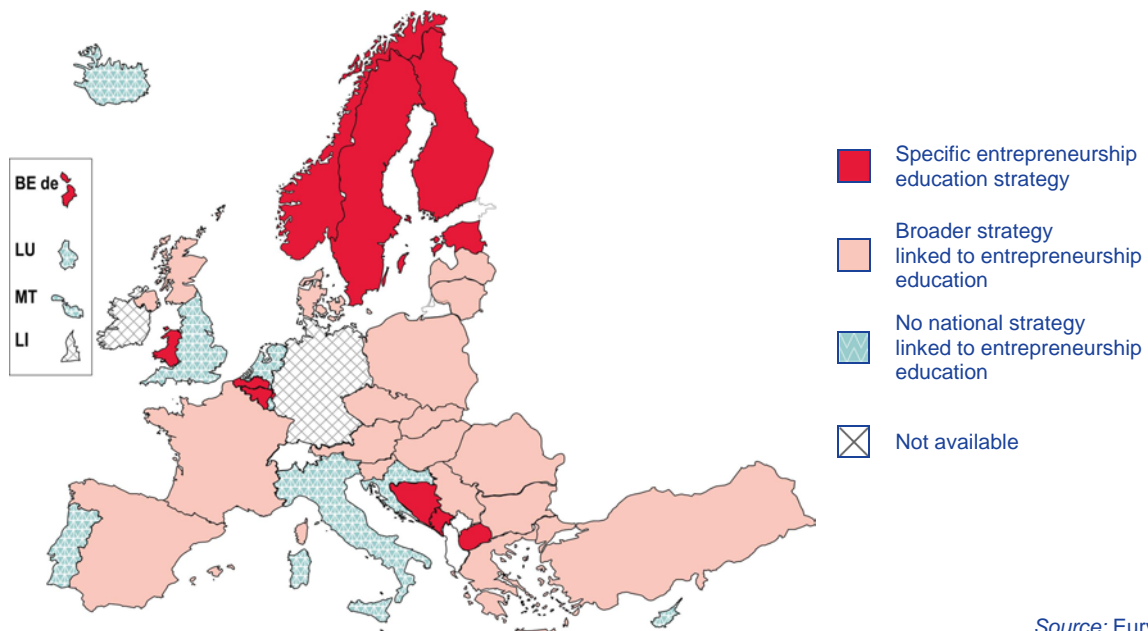 BE de
LU
MT
LI
Specific entrepreneurship
education strategy
Broader strategy
linked to entrepreneurship
education
No national strategy
linked to entrepreneurship
education
Not available
Source: